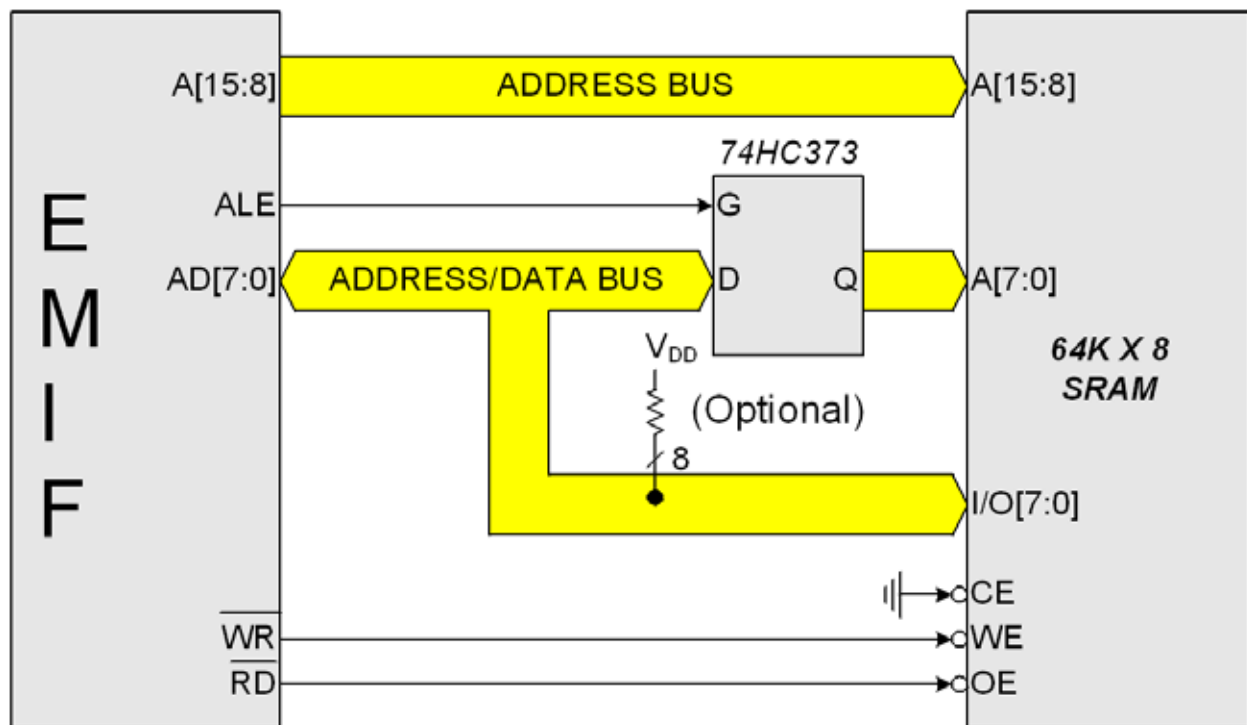 A[15:8] ADDRESS BUS A[15:8]
74HC373
ALE G
AD[7:0] ADDRESS/DATA BUS D Q A[7:0]
EMIF
VDD
64K X 8
SRAM
(Optional)
8
I/O[7:0]
CE
WR WE
RD OE